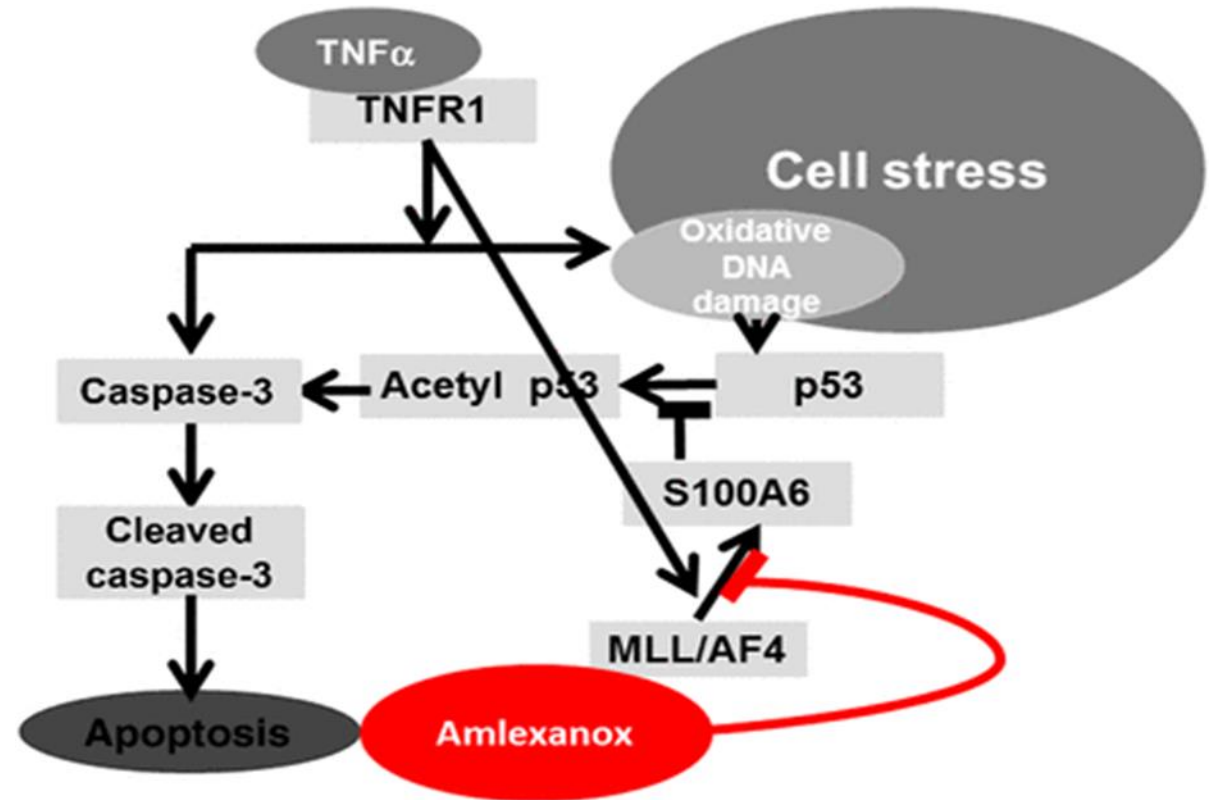 TNFα
TNFR1
Cell stress
Oxidative
DNA
damage
Caspase-3
Acetyl p53
p53
S100A6
Cleaved
caspase-3
MLL/AF4
Apoptosis
Amlexanox